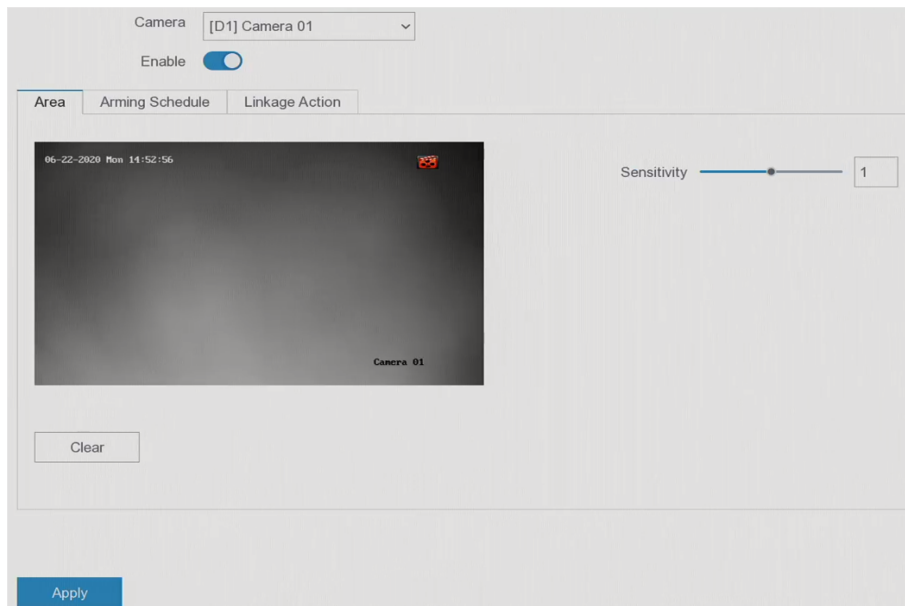 Camera [D1] Camera 01
Enable
Area Arming Schedule Linkage Action
06-22-2020 Mon 14:52:56
Sensitivity 1
Camera 01
Clear
Apply